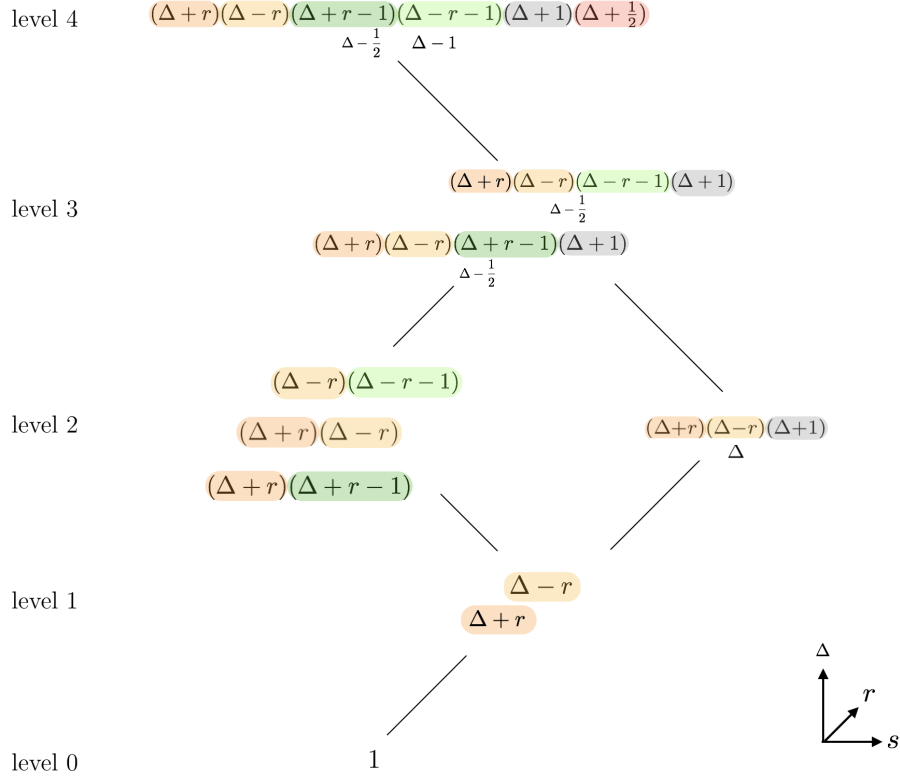 level 4 (Δ + r)(Δ − r)(Δ + r − 1)(Δ − r − 1)(Δ + 1)(Δ + 1/2)
Δ − 1/2 Δ − 1
(Δ + r)(Δ − r)(Δ − r − 1)(Δ + 1)
level 3
Δ − 1/2
(Δ + r)(Δ − r)(Δ + r − 1)(Δ + 1)
Δ − 1/2
(Δ − r)(Δ − r − 1)
level 2
(Δ + r)(Δ − r)
(Δ+r)(Δ−r)(Δ+1)
Δ
(Δ + r)(Δ + r − 1)
level 1
Δ − r
Δ + r
Δ
r
s
level 0
1